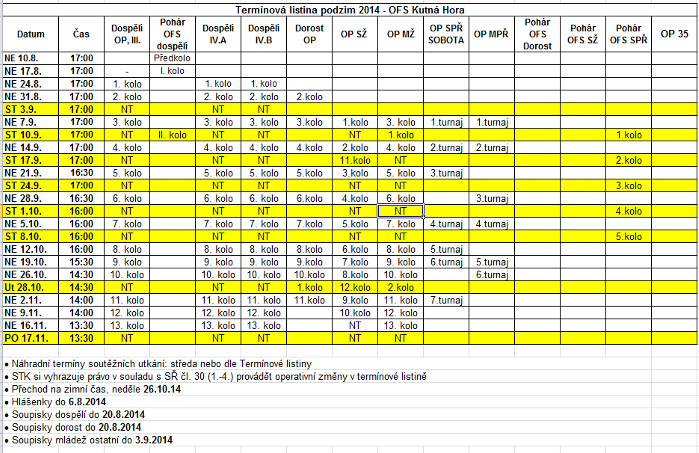 Termínová listina podzim 2014 - OFS Kutná Hora
Datum Čas Dospělí OP, III. Pohár OFS dospělí Dospělí IV.A Dospělí IV.B Dorost OP OP SŽ OP MŽ OP SPŘ SOBOTA OP MPŘ Pohár OFS Dorost Pohár OFS SŽ Pohár OFS SPŘ OP 35
NE 10.8. 17:00 Předkolo
NE 17.8. 17:00 - I. kolo
NE 24.8. 17:00 1. kolo 1. kolo 1. kolo
NE 31.8. 17:00 2. kolo 2. kolo 2. kolo 2.kolo
ST 3.9. 17:00 NT NT NT
NE 7.9. 17:00 3. kolo 3. kolo 3. kolo 3. kolo 1.kolo 3. kolo 1.turnaj 1.turnaj
ST 10.9. 17:00 NT II. kolo NT NT NT 1.kolo 1.kolo
NE 14.9. 17:00 4. kolo 4. kolo 4. kolo 4. kolo 2.kolo 4. kolo 2.turnaj 2.turnaj
ST 17.9. 17:00 NT NT NT 11.kolo NT 2.kolo
NE 21.9. 16:30 5. kolo 5. kolo 5. kolo 5. kolo 3.kolo 5. kolo 3.turnaj
ST 24.9. 17:00 NT NT NT NT NT 3.kolo
NE 28.9. 16:30 6. kolo 6. kolo 6. kolo 6. kolo 4.kolo 6. kolo 3.turnaj
ST 1.10. 16:00 NT NT NT NT NT 4.kolo
NE 5.10. 16:00 7. kolo 7. kolo 7. kolo 7. kolo 5.kolo 7. kolo 4.turnaj 4.turnaj
ST 8.10. 16:00 NT NT NT NT NT 5.kolo
NE 12.10. 16:00 8. kolo 8. kolo 8. kolo 8. kolo 6.kolo 8. kolo 5.turnaj
NE 19.10. 15:30 9. kolo 9. kolo 9. kolo 9. kolo 7.kolo 9. kolo 6.turnaj 5.turnaj
NE 26.10. 14:30 10. kolo 10. kolo 10. kolo 10. kolo 8.kolo 10. kolo 6.turnaj
Út 28.10. 14:30 NT NT NT 1.kolo 12.kolo 2.kolo
NE 2.11. 14:00 11. kolo 11. kolo 11. kolo 11.kolo 9.kolo 11. kolo 7.turnaj
NE 9.11. 14:00 12. kolo 12. kolo 12. kolo 10.kolo 12. kolo
NE 16.11. 13:30 13. kolo 13. kolo 13. kolo NT 13. kolo
PO 17.11. 13:30 NT NT NT NT NT
• Náhradní termíny soutěžních utkání: středa nebo dle Termínové listiny
• STK si vyhrazuje právo v souladu s SŘ čl. 30 (1.-4.) provádět operativní změny v termínové listině
• Přechod na zimní čas, neděle 26.10.14
• Hlášenky do 6.8.2014
• Soupisky dospělí do 20.8.2014
• Soupisky dorost do 20.8.2014
• Soupisky mládež ostatní do 3.9.2014